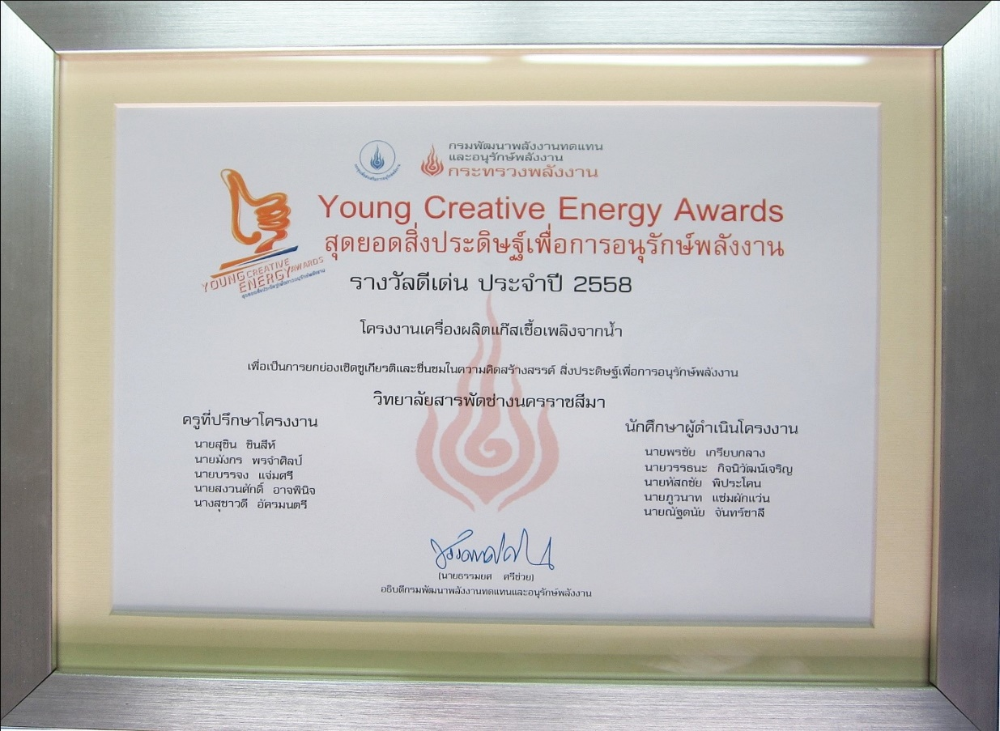 กรมพัฒนาพลังงานทดแทน
และอนุรักษ์พลังงาน
กระทรวงพลังงาน
Young Creative Energy Awards
สุดยอดสิ่งประดิษฐ์เพื่อการอนุรักษ์พลังงาน
YOUNG CREATIVE
ENERGY AWARDS
สุดยอดสิ่งประดิษฐ์เพื่อการอนุรักษ์พลังงาน
รางวัลดีเด่น ประจำปี 2558
โครงงานเครื่องผลิตแก๊สเชื้อเพลิงจากน้ำ
เพื่อเป็นการยกย่องเชิดชูเกียรติและชื่นชมในความคิดสร้างสรรค์ สิ่งประดิษฐ์เพื่อการอนุรักษ์พลังงาน
วิทยาลัยสารพัดช่างนครราชสีมา
ครูที่ปรึกษาโครงงาน
นายสุชิน ชินสีห์
นายมังกร พรจำศิลป์
นายบรรจง แจ่มศรี
นายสงวนศักดิ์ อาจพินิจ
นางสุชาวดี อัครมนตรี
นักศึกษาผู้ดำเนินโครงงาน
นายพรชัย เกรียบกลาง
นายวรรธนะ กิจนิวัฒน์เจริญ
นายหัสถชัย พิประโคน
นายภูวนาท แช่มผักแว่น
นายณัฐดนัย จันทร์ชาลี
(นายธรรมยศ ศรีช่วย)
อธิบดีกรมพัฒนาพลังงานทดแทนและอนุรักษ์พลังงาน